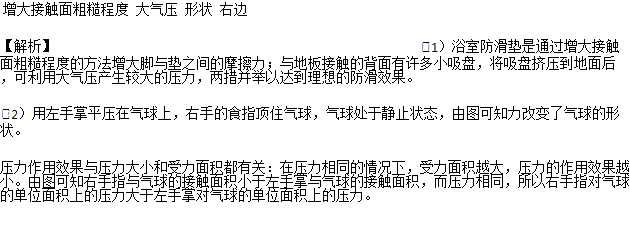 增大接触面粗糙程度 大气压 形状 右边
【解析】
□1）浴室防滑垫是通过增大接触
面粗糙程度的方法增大脚与垫之间的摩擦力；与地板接触的背面有许多小吸盘，将吸盘挤压到地面后
，可利用大气压产生较大的压力，两措并举以达到理想的防滑效果。
□2）用左手掌平压在气球上，右手的食指顶住气球，气球处于静止状态，由图可知力改变了气球的形
状。
压力作用效果与压力大小和受力面积都有关：在压力相同的情况下，受力面积越大，压力的作用效果越
小。由图可知右手指与气球的接触面积小于左手掌与气球的接触面积，而压力相同，所以右手指对气球
的单位面积上的压力大于左手掌对气球的单位面积上的压力。